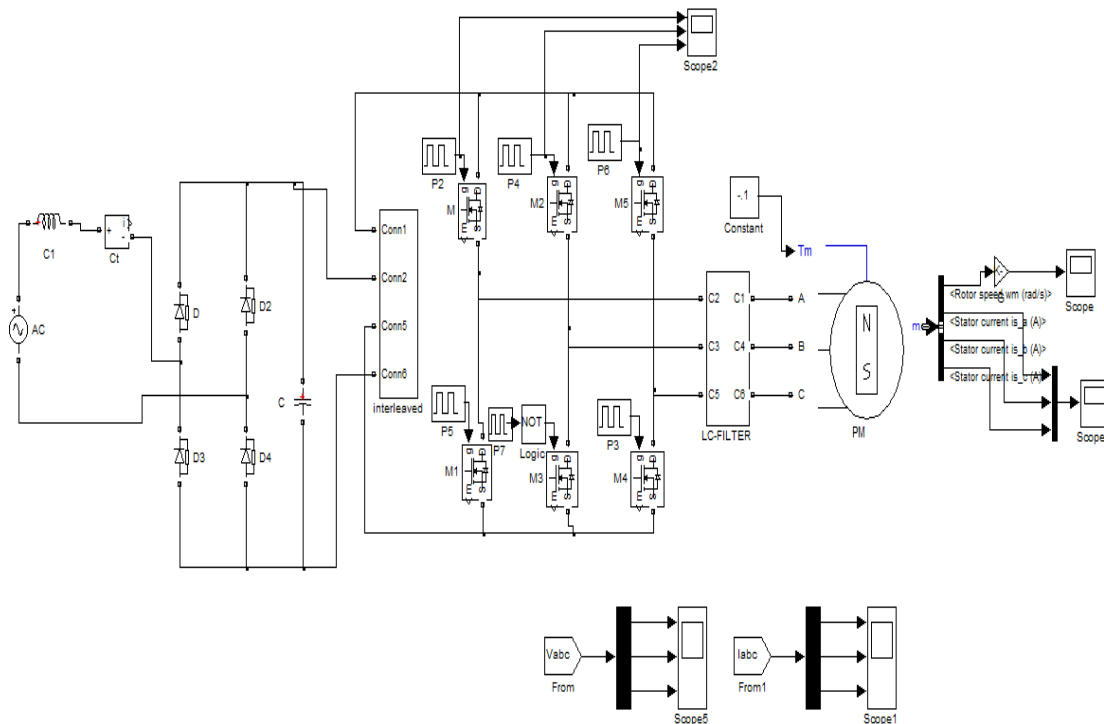 Scope2
P2
P4
P6
g
D
M
E
S
g
D
M2
E
S
g
D
M5
E
S
-.1
Constant
Tm
C1
+
i
-
Ct
D
D2
+
AC
Conn1
Conn2
Conn5
Conn6
interleaved
C
D3
D4
P5
P7
NOT
Logic
P3
g
D
M1
E
S
g
D
M3
E
S
g
D
M4
E
S
C2
C1
C3
C4
C5
C6
LC-FILTER
A
B
C
N
S
PM
m
K-
<Rotor speed wm (rad/s)>
<Stator current is_a (A)>
<Stator current is_b (A)>
<Stator current is_c (A)>
Scope
Scope
Vabc
From
Scope5
Iabc
From1
Scope1